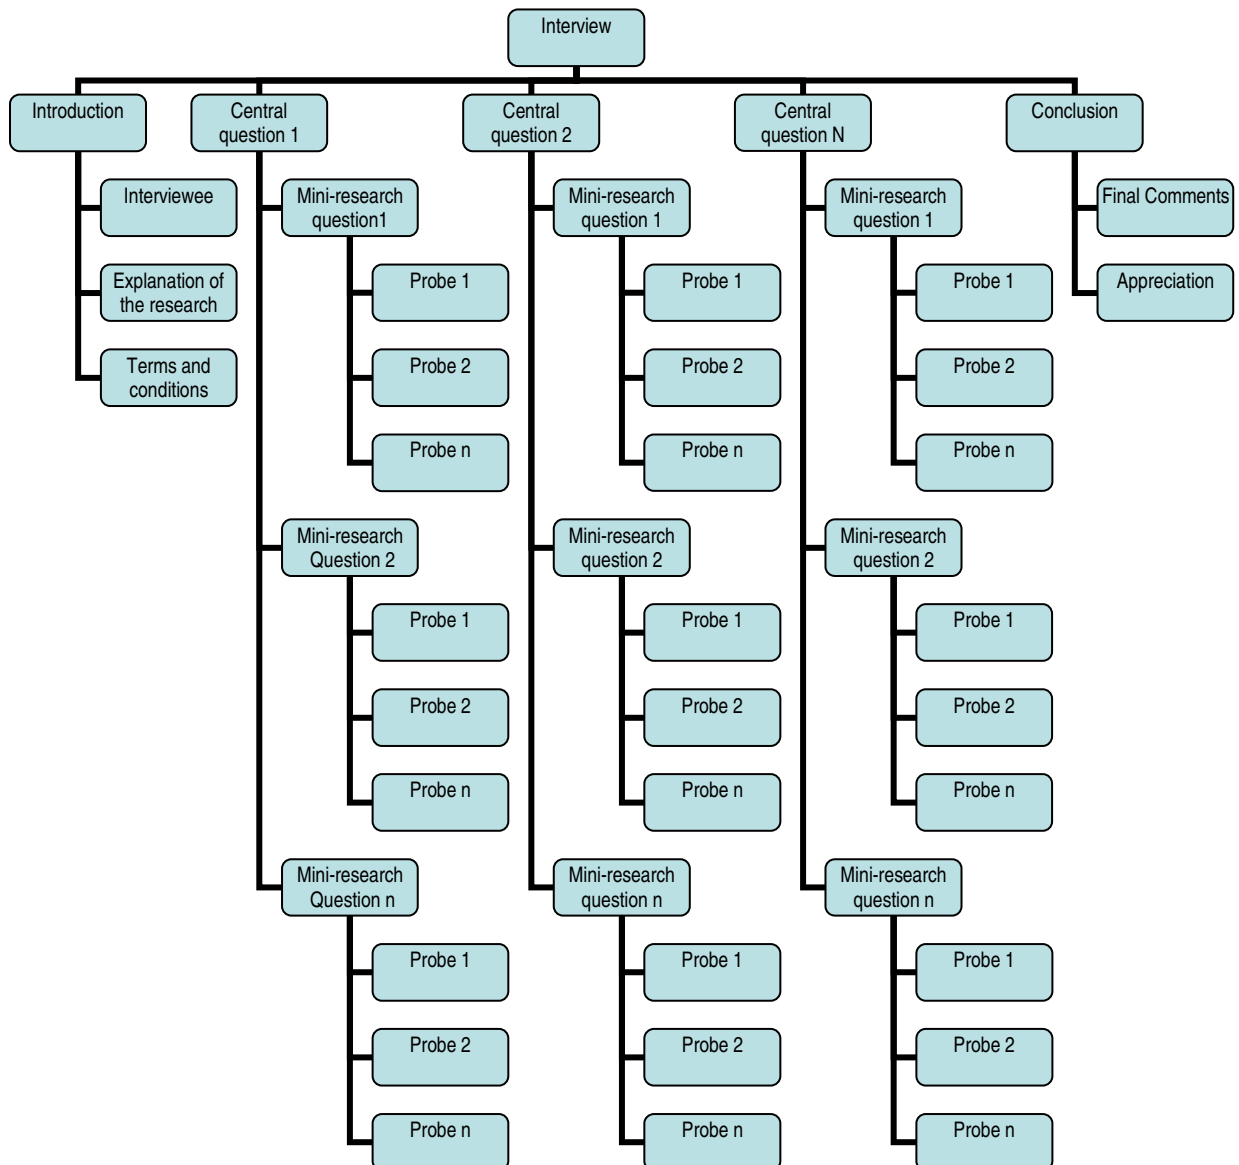 Interview
Introduction
Central
question 1
Central
question 2
Central
question N
Conclusion
Interviewee
Explanation of
the research
Terms and
conditions
Mini-research
question1
Probe 1
Probe 2
Probe n
Mini-research
Question 2
Probe 1
Probe 2
Probe n
Mini-research
Question n
Probe 1
Probe 2
Probe n
Mini-research
question 1
Probe 1
Probe 2
Probe n
Mini-research
question 2
Probe 1
Probe 2
Probe n
Mini-research
question n
Probe 1
Probe 2
Probe n
Mini-research
question 1
Probe 1
Probe 2
Probe n
Mini-research
question 2
Probe 1
Probe 2
Probe n
Mini-research
question n
Probe 1
Probe 2
Probe n
Final Comments
Appreciation